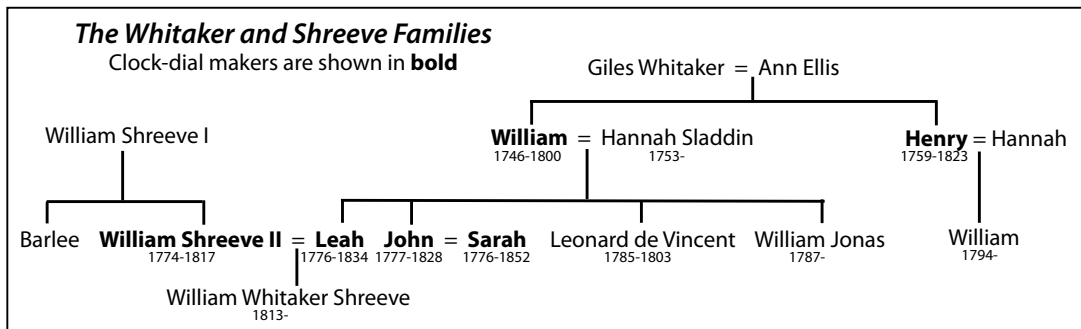 The Whitaker and Shreeve Families
Clock-dial makers are shown in bold
Giles Whitaker = Ann Ellis
William Shreeve I
William = Hannah Sladdin
1746-1800 1753-
Henry = Hannah
1759-1823
Barlee William Shreeve II = Leah John = Sarah Leonard de Vincent William Jonas William
1774-1817 1776-1834 1777-1828 1776-1852 1785-1803 1787- 1794-
William Whitaker Shreeve
1813-